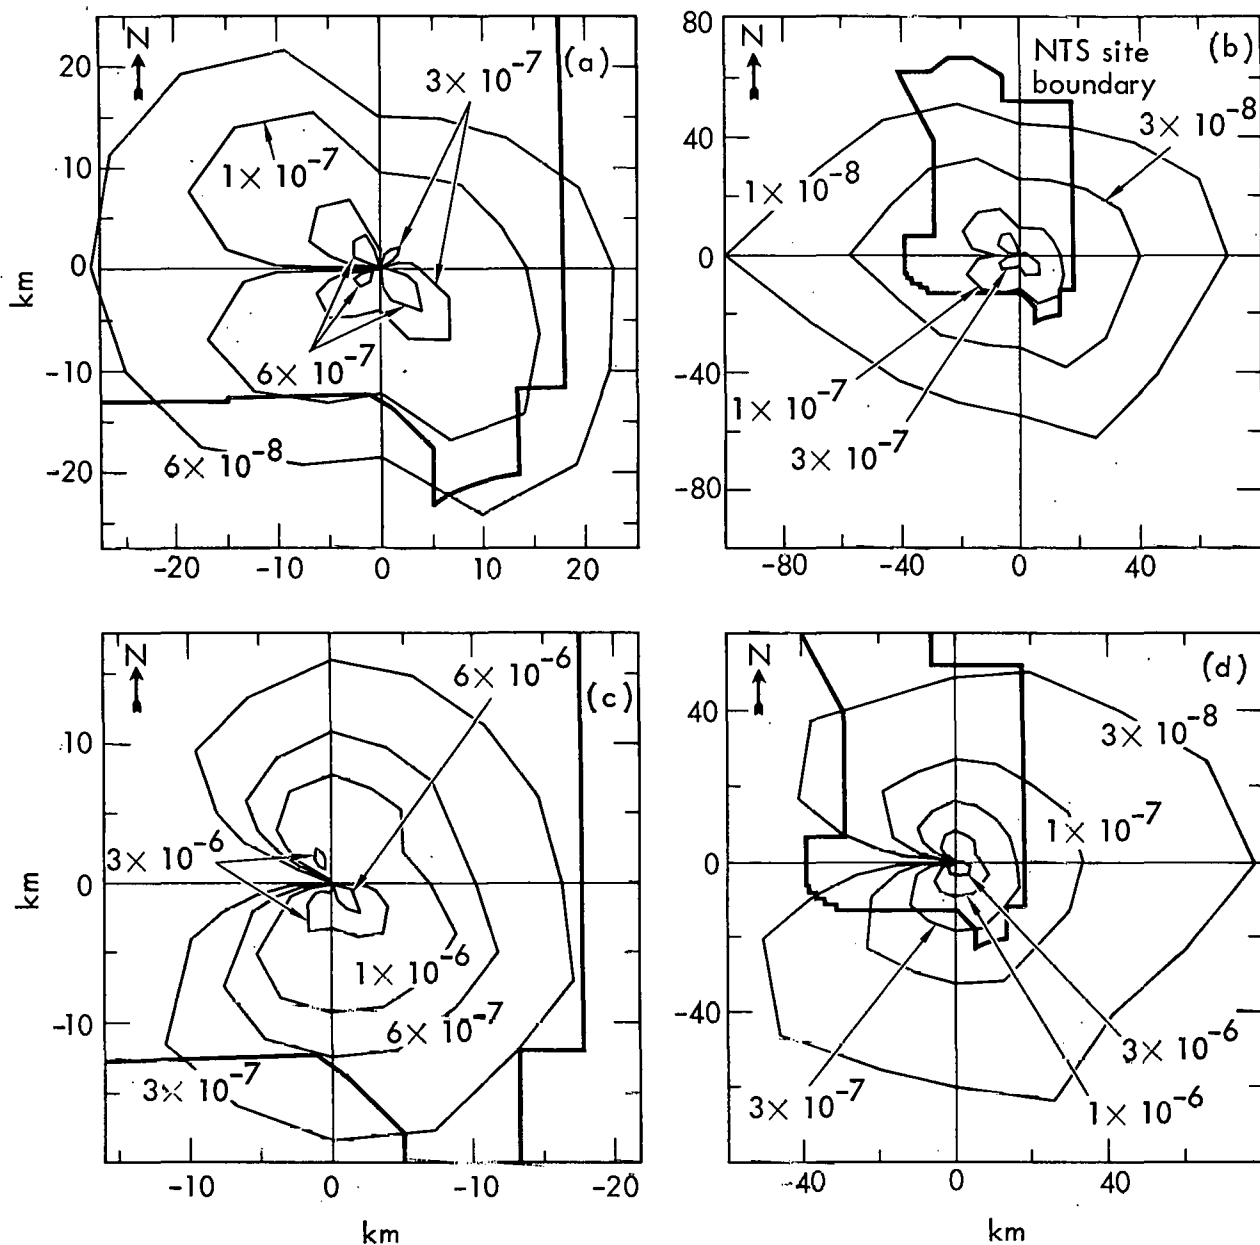 N
(a)
3× 10⁻⁷
1× 10⁻⁷
6× 10⁻⁷
6× 10⁻⁸
20
10
0
-10
-20
km
-20 -10 0 10 20
N
(b)
NTS site
boundary
3× 10⁻⁸
1× 10⁻⁸
1× 10⁻⁷
3× 10⁻⁷
80
40
0
-40
-80
-80 -40 0 40
N
(c)
6× 10⁻⁶
3× 10⁻⁶
1× 10⁻⁶
6× 10⁻⁷
3× 10⁻⁷
10
0
-10
km
-10 0 -10 -20
km
N
(d)
3× 10⁻⁸
1× 10⁻⁷
3× 10⁻⁶
1× 10⁻⁶
3× 10⁻⁷
40
0
-40
-40 0 40
km